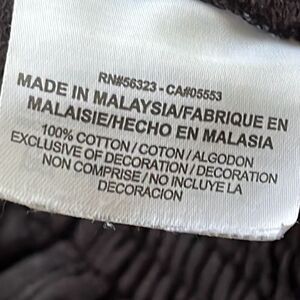 RN#56323 - CA#05553
MADE IN MALAYSIA/FABRIQUE EN
MALAISIE/HECHO EN MALASIA
100% COTTON / COTON / ALGODON
EXCLUSIVE OF DECORATION / DECORATION
NON COMPRISE / NO INCLUYE LA
DECORACION